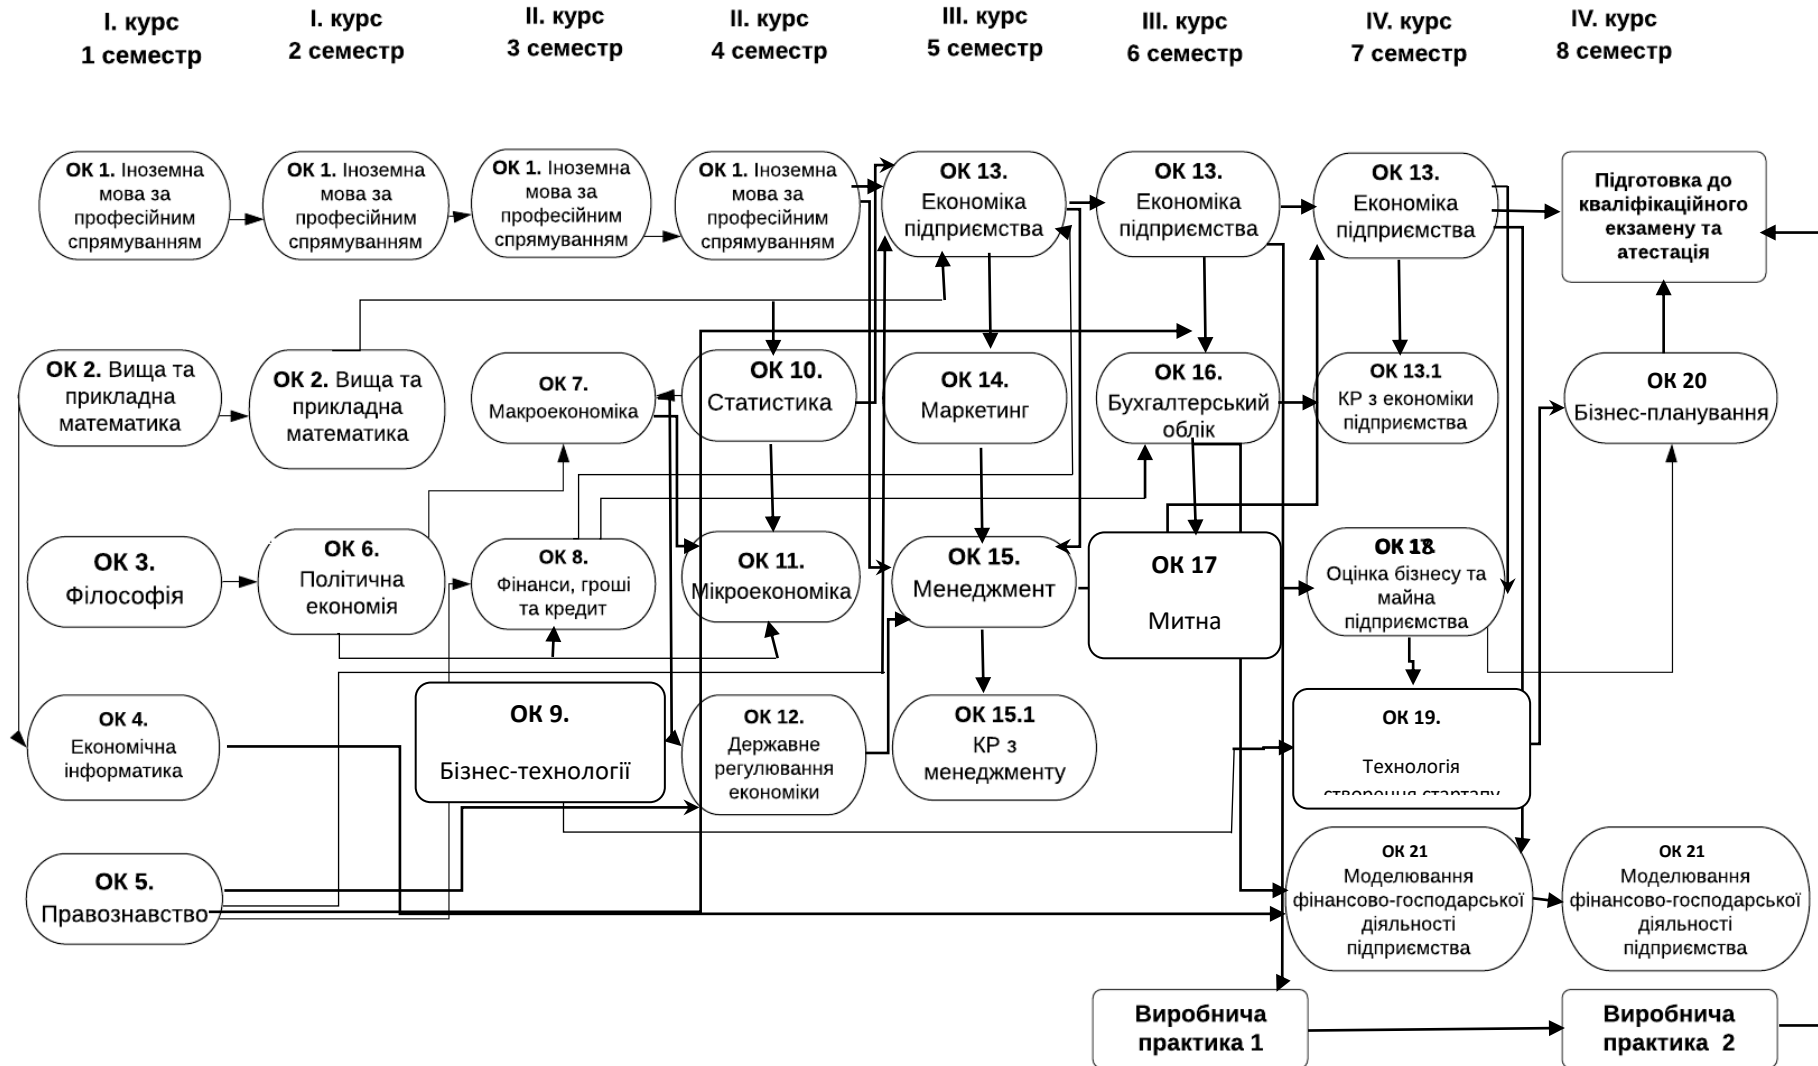 І. курс
1 семестр
І. курс
2 семестр
ІІ. курс
3 семестр
ІІ. курс
4 семестр
ІІІ. курс
5 семестр
ІІІ. курс
6 семестр
IV. курс
7 семестр
IV. курс
8 семестр
ОК 1. Іноземна
мова за
професійним
спрямуванням
ОК 1. Іноземна
мова за
професійним
спрямуванням
ОК 1. Іноземна
мова за
професійним
спрямуванням
ОК 1. Іноземна
мова за
професійним
спрямуванням
ОК 13.
Економіка
підприємства
ОК 13.
Економіка
підприємства
ОК 13.
Економіка
підприємства
Підготовка до
кваліфікаційного
екзамену та
атестація
ОК 2. Вища та
прикладна
математика
ОК 2. Вища та
прикладна
математика
ОК 7.
Макроекономіка
ОК 10.
Статистика
ОК 14.
Маркетинг
ОК 16.
Бухгалтерський
облік
ОК 13.1
КР з економіки
підприємства
ОК 20
Бізнес-планування
ОК 3.
Філософія
ОК 6.
Політична
економія
ОК 8.
Фінанси, гроші
та кредит
ОК 11.
Мікроекономіка
ОК 15.
Менеджмент
ОК 17
Митна
ОК 18
Оцінка бізнесу та
майна
підприємства
ОК 4.
Економічна
інформатика
ОК 9.
Бізнес-технології
ОК 12.
Державне
регулювання
економіки
ОК 15.1
КР з
менеджменту
ОК 19.
Технологія
створення стартапу
ОК 5.
Правознавство
ОК 21
Моделювання
фінансово-господарської
діяльності
підприємства
ОК 21
Моделювання
фінансово-господарської
діяльності
підприємства
Виробнича
практика 1
Виробнича
практика 2